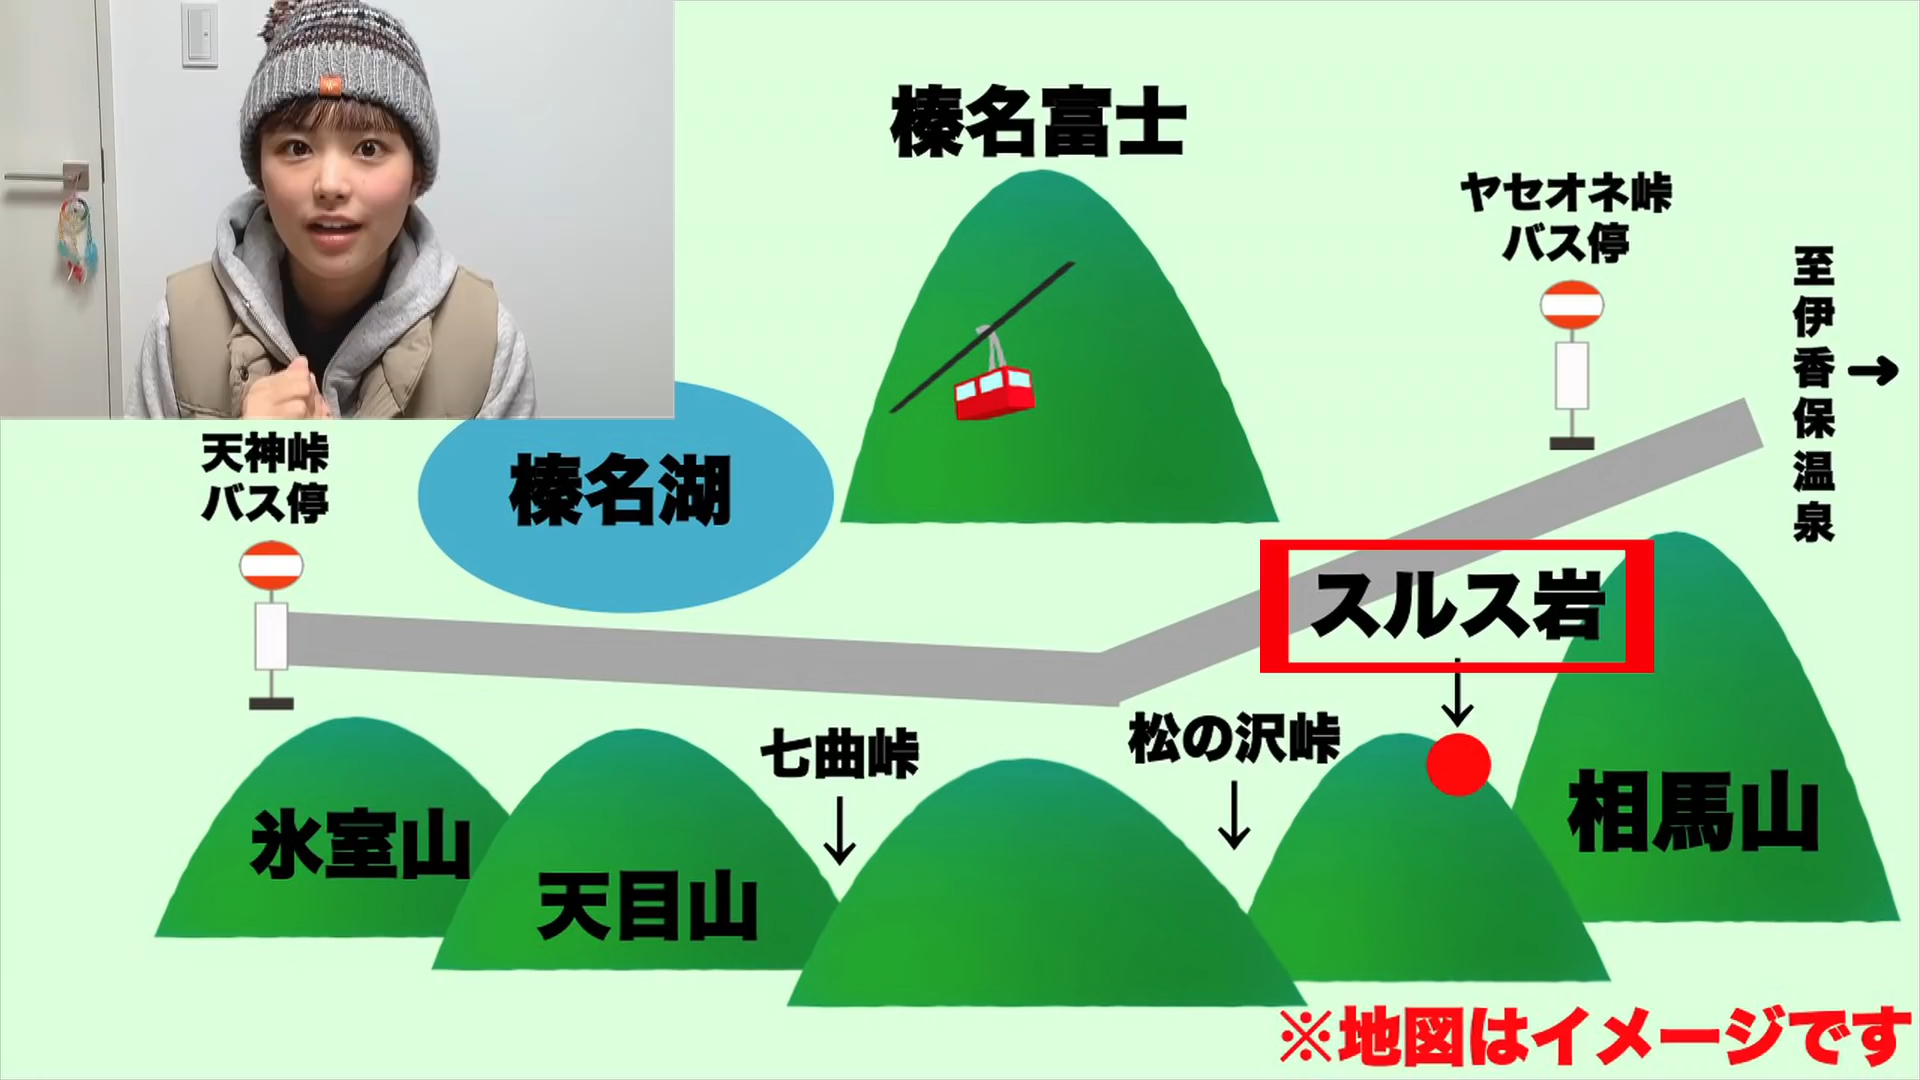 榛名富士
ヤセオネ峠
バス停
至伊香保温泉
→
天神峠
バス停
榛名湖
スルス岩
七曲峠
松の沢峠
氷室山
天目山
相馬山
※地図はイメージです